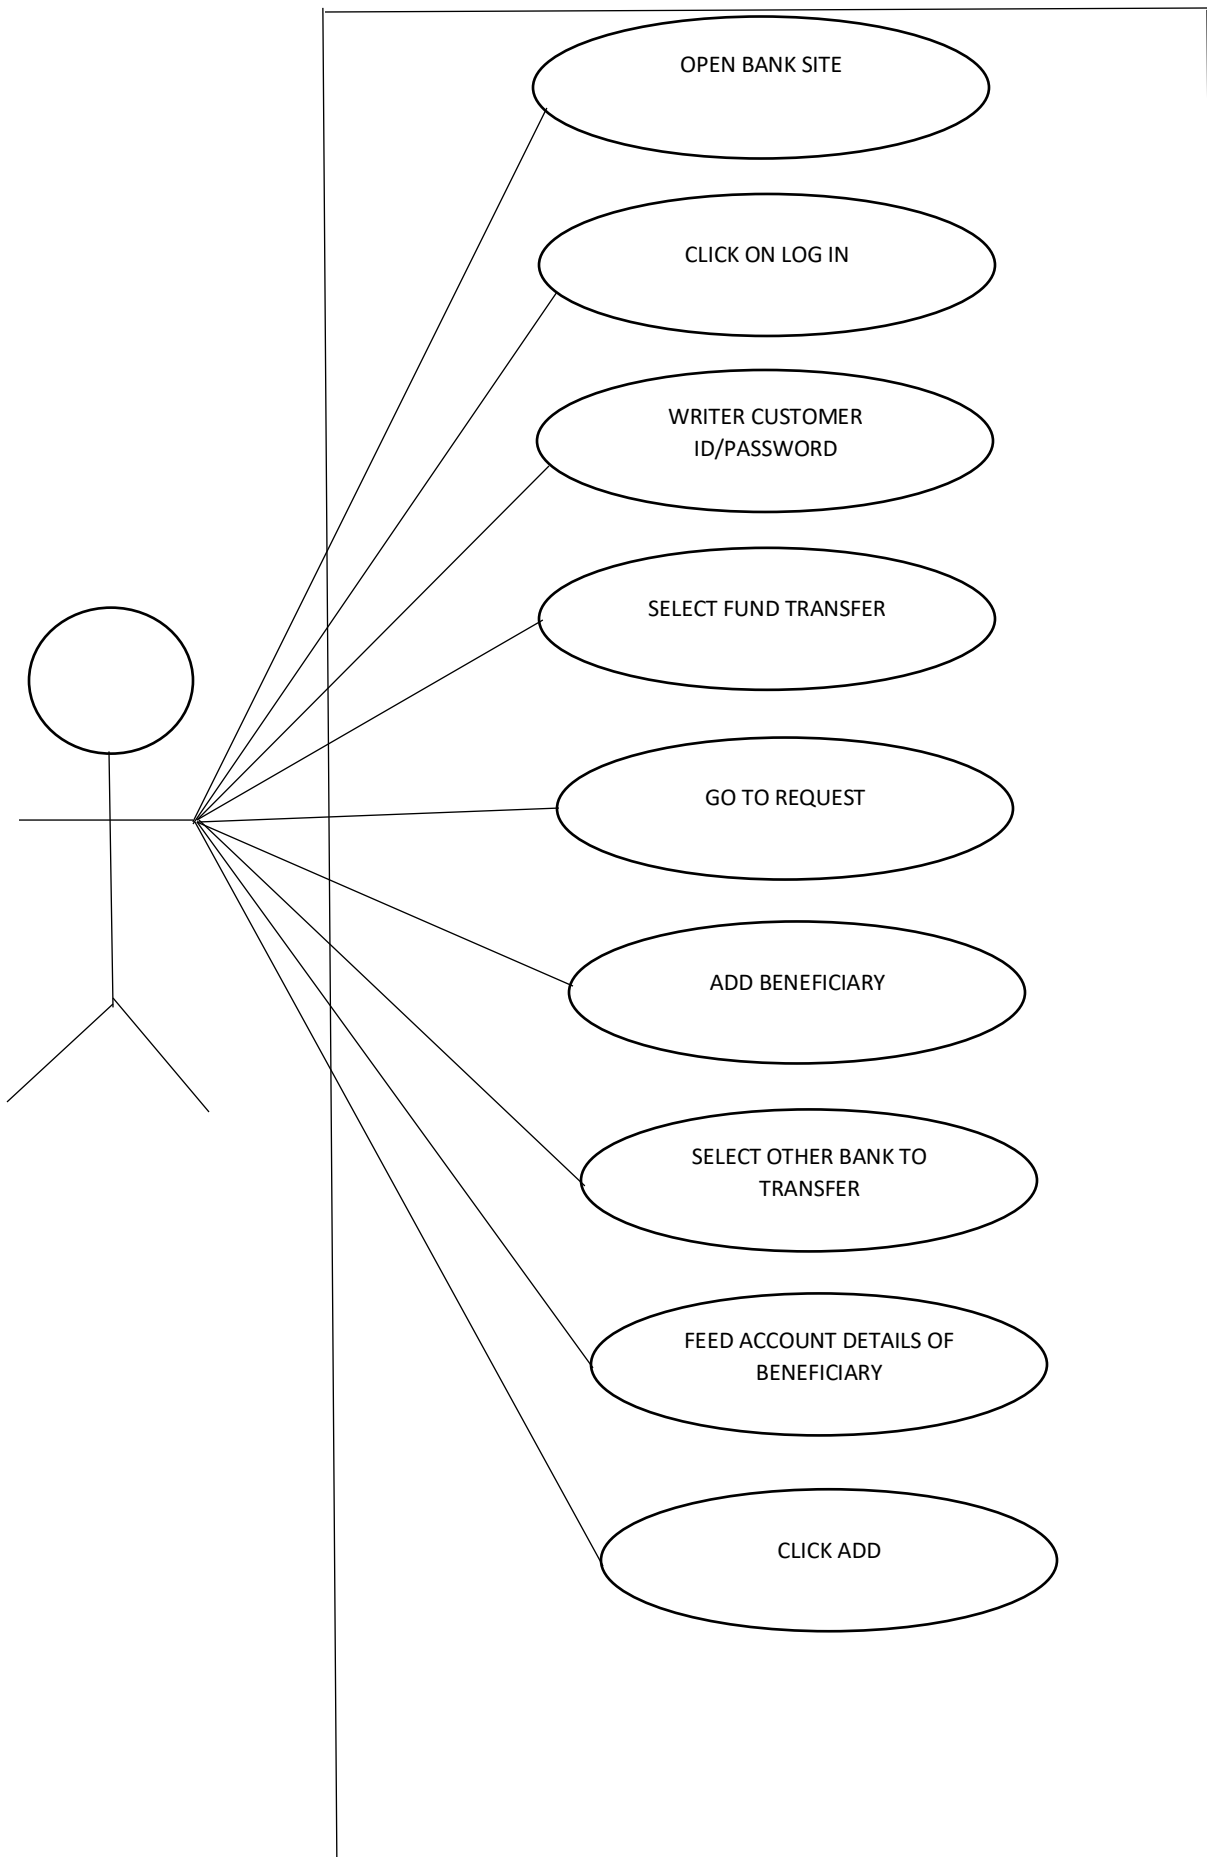 OPEN BANK SITE
CLICK ON LOG IN
WRITER CUSTOMER
ID/PASSWORD
SELECT FUND TRANSFER
GO TO REQUEST
ADD BENEFICIARY
SELECT OTHER BANK TO
TRANSFER
FEED ACCOUNT DETAILS OF
BENEFICIARY
CLICK ADD